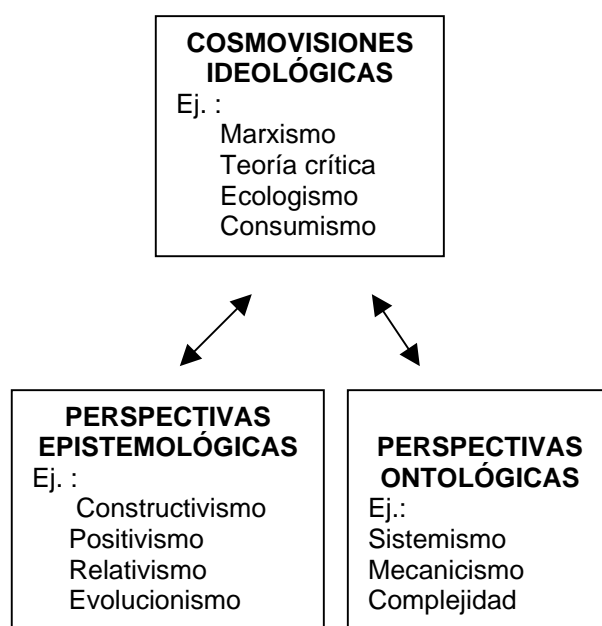 COSMOVISIONES
IDEOLÓGICAS
Ej. :
Marxismo
Teoría crítica
Ecologismo
Consumismo
PERSPECTIVAS
EPISTEMOLÓGICAS
Ej. :
Constructivismo
Positivismo
Relativismo
Evolucionismo
PERSPECTIVAS
ONTOLÓGICAS
Ej.:
Sistemismo
Mecanicismo
Complejidad